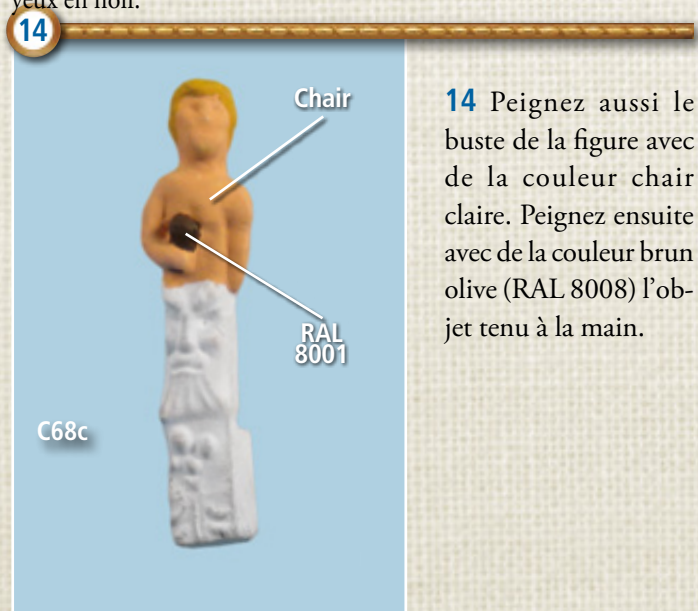 yeux en noir.
14
Chair
RAL
8001
C68c
14 Peignez aussi le
buste de la figure avec
de la couleur chair
claire. Peignez ensuite
avec de la couleur brun
olive (RAL 8008) l'ob-
jet tenu à la main.